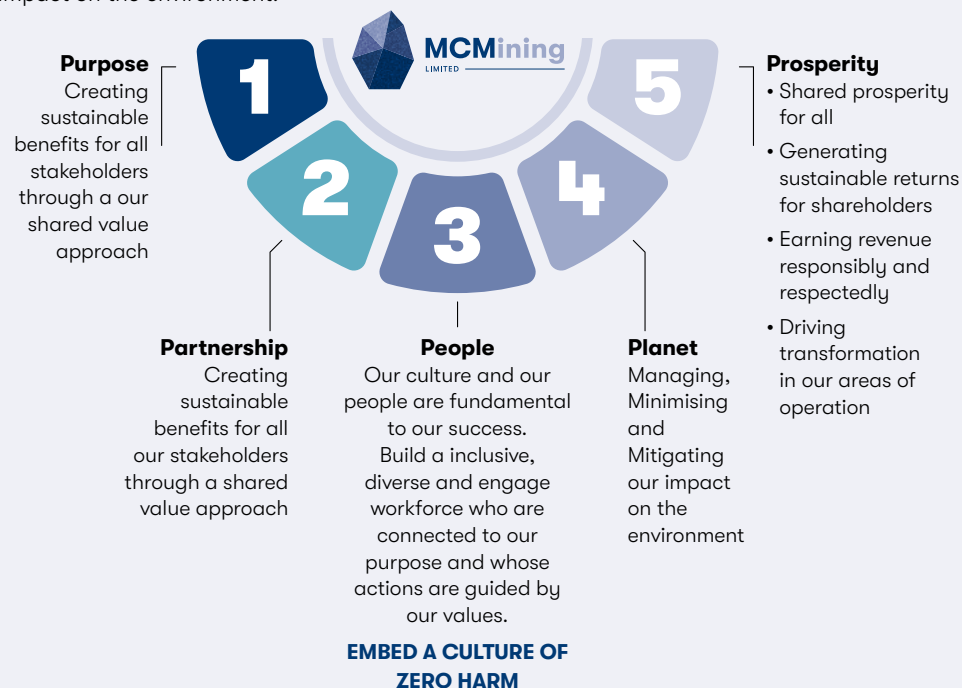 impact on the environment.
MCMining
LIMITED
1
2
3
4
5
Purpose
Creating
sustainable
benefits for all
stakeholders
through a our
shared value
approach
Partnership
Creating
sustainable
benefits for all
our stakeholders
through a shared
value approach
People
Our culture and our
people are fundamental
to our success.
Build a inclusive,
diverse and engage
workforce who are
connected to our
purpose and whose
actions are guided by
our values.
EMBED A CULTURE OF
ZERO HARM
Planet
Managing,
Minimising
and
Mitigating
our impact
on the
environment
Prosperity
• Shared prosperity
for all
• Generating
sustainable returns
for shareholders
• Earning revenue
responsibly and
respectedly
• Driving
transformation
in our areas of
operation